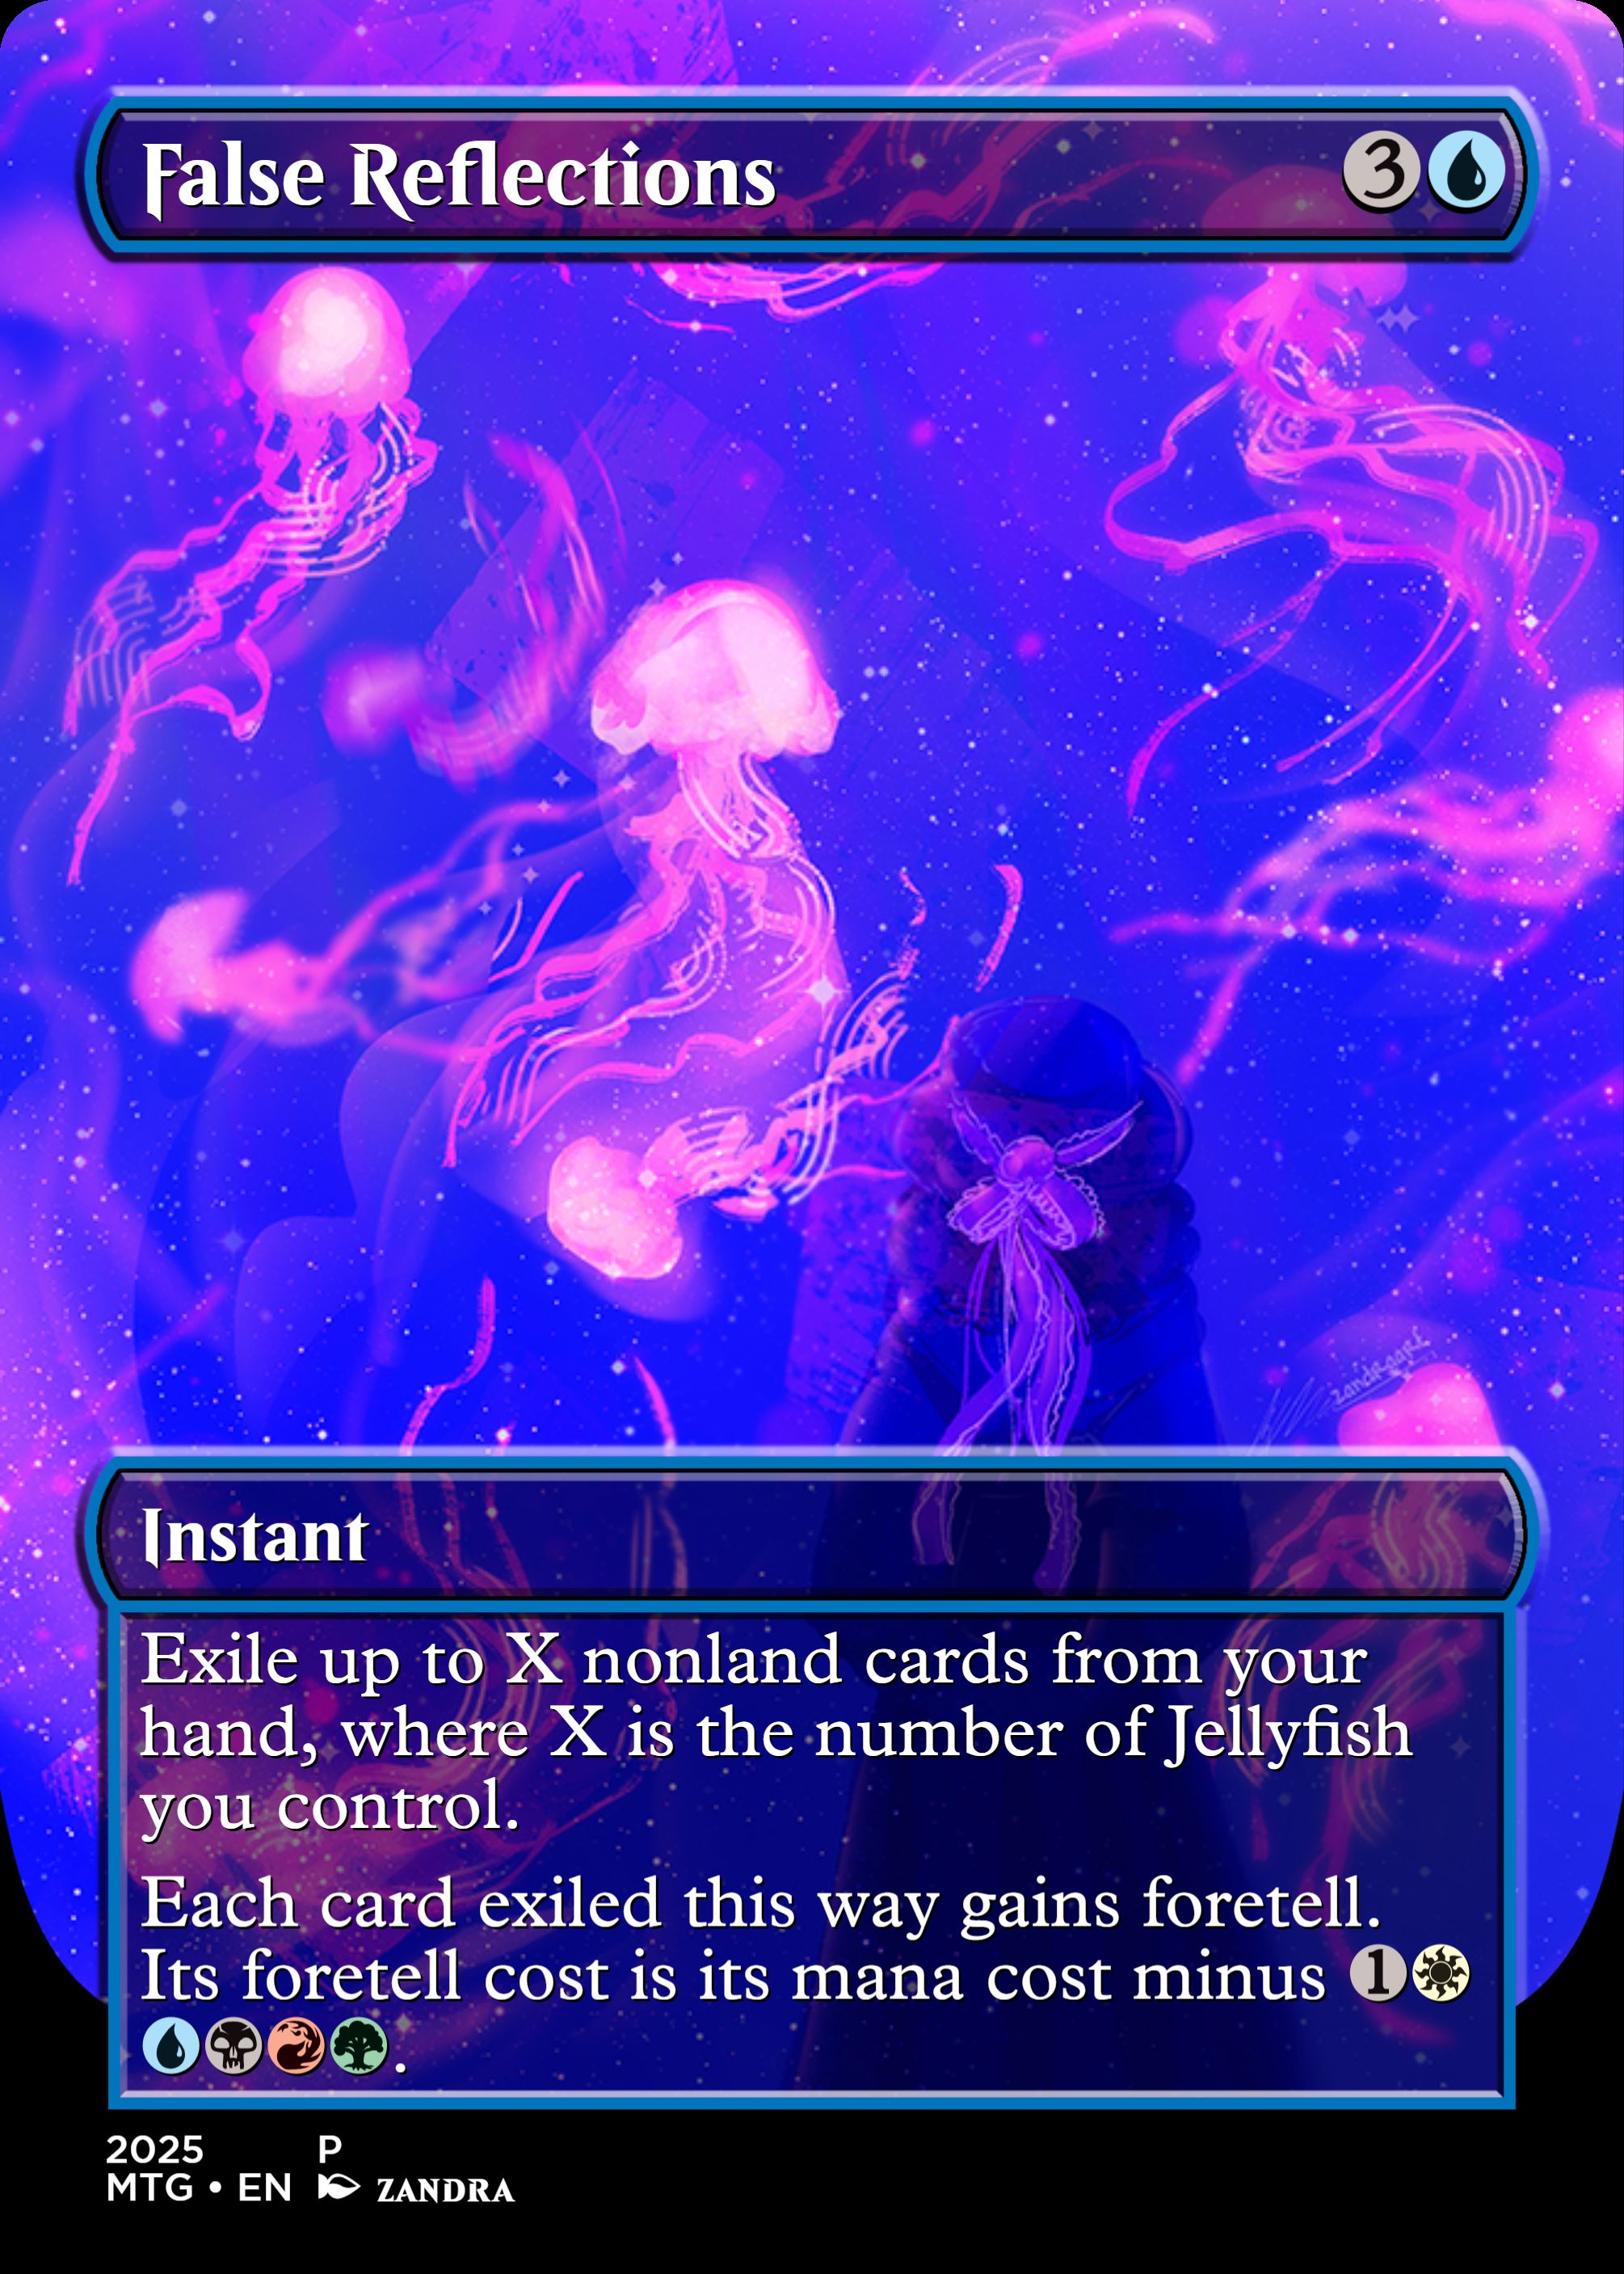 False Reflections 3
Instant
Exile up to X nonland cards from your
hand, where X is the number of Jellyfish
you control.
Each card exiled this way gains foretell.
Its foretell cost is its mana cost minus 1
.
2025 P
MTG • EN ZANDRA